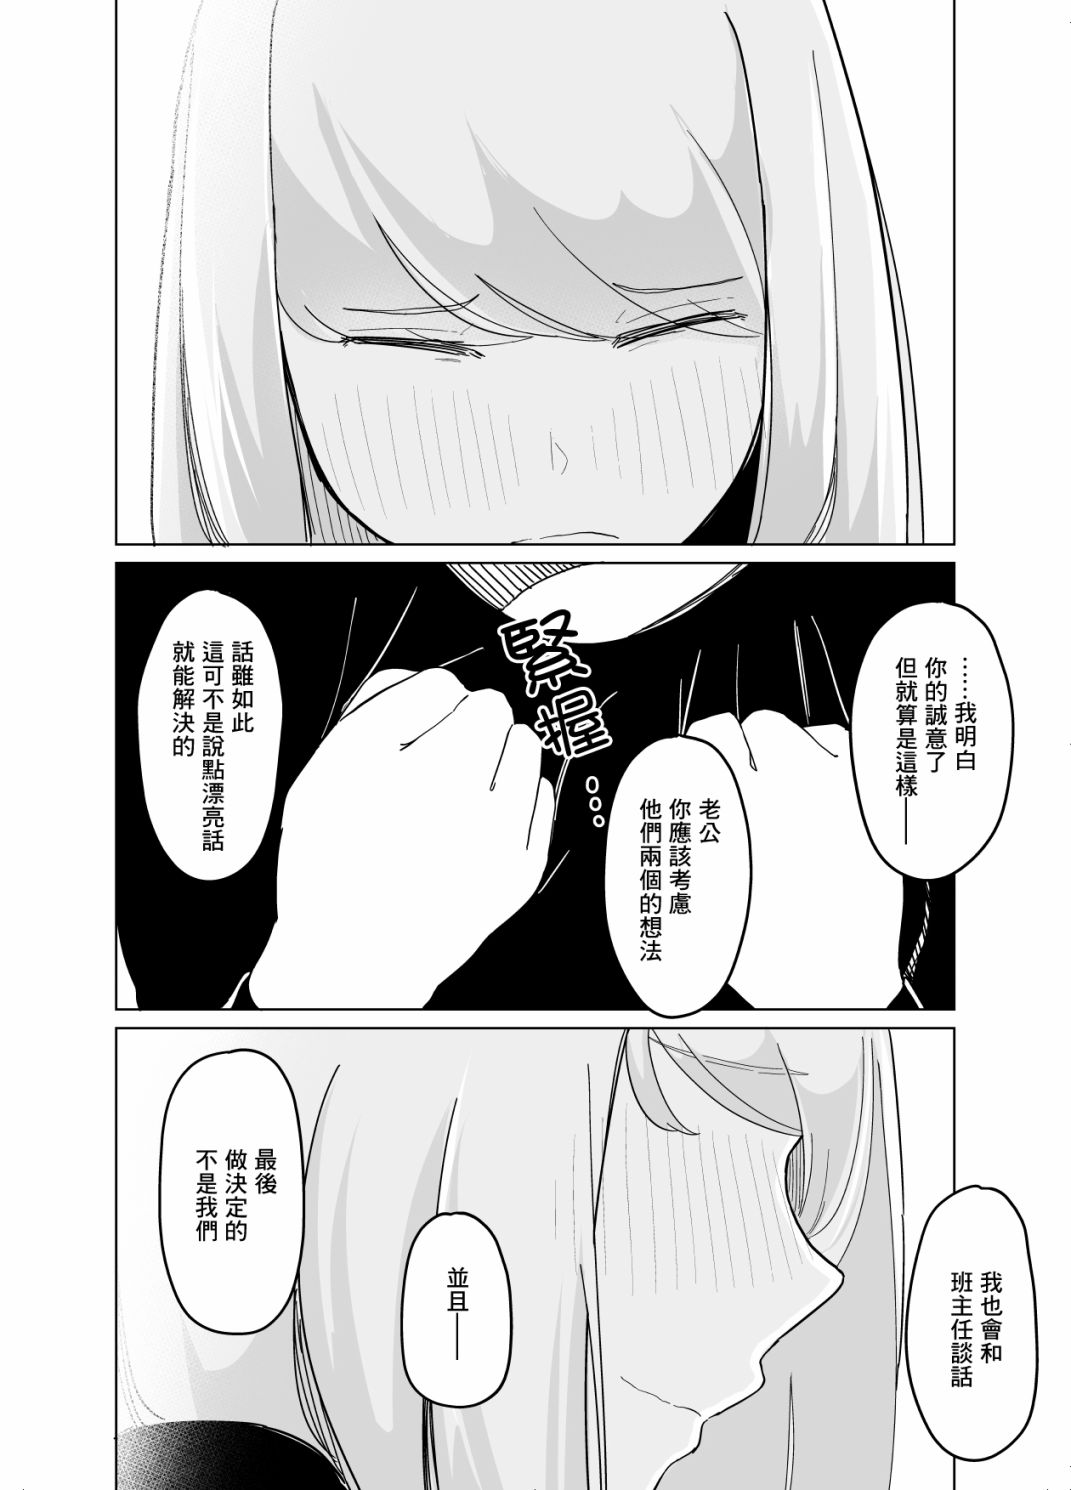 ……我明白
你的誠意了
但就算是這樣——
緊握…
老公
你應該考慮
他們兩個的想法
話雖如此
這可不是說點漂亮話
就能解決的
我也會和
班主任談話
並且——
最後
做決定的
不是我們